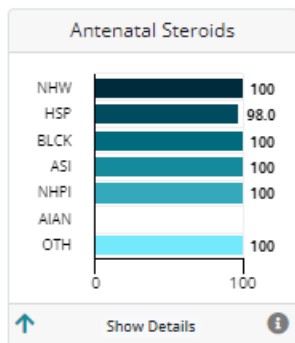 Antenatal Steroids
NHW 100
HSP 98.0
BLCK 100
ASI 100
NHPI 100
AIAN
OTH 100
0 100
Show Details